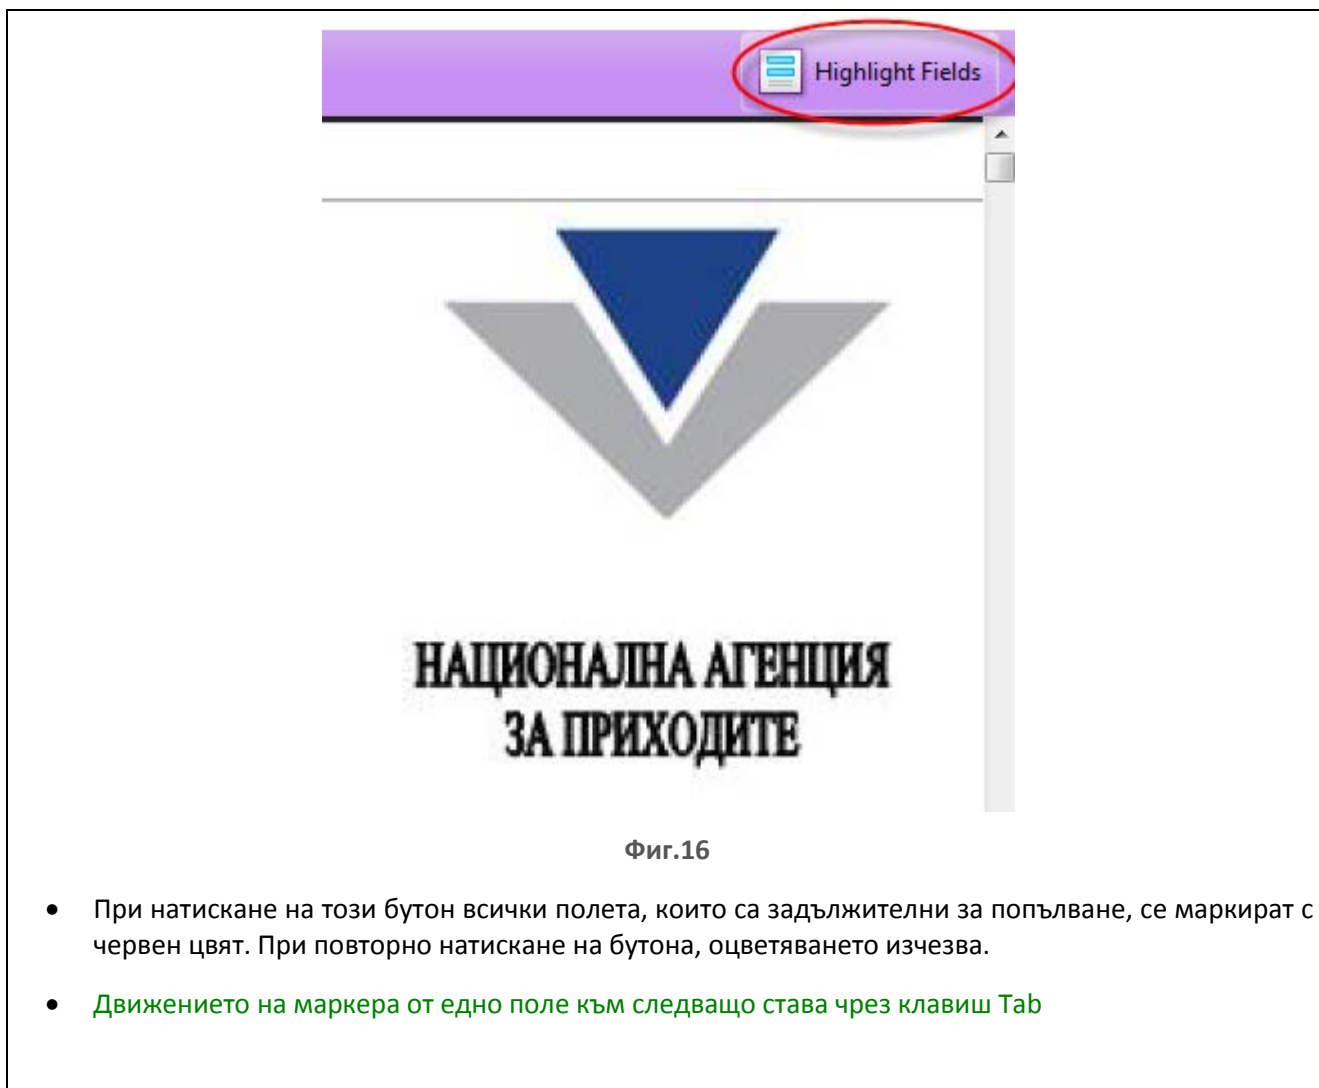 Highlight Fields
НАЦИОНАЛНА АГЕНЦИЯ
ЗА ПРИХОДИТЕ
Фиг.16
• При натискане на този бутон всички полета, които са задължителни за попълване, се маркират с
червен цвят. При повторно натискане на бутона, оцветяването изчезва.
• Движението на маркера от едно поле към следващо става чрез клавиш Tab